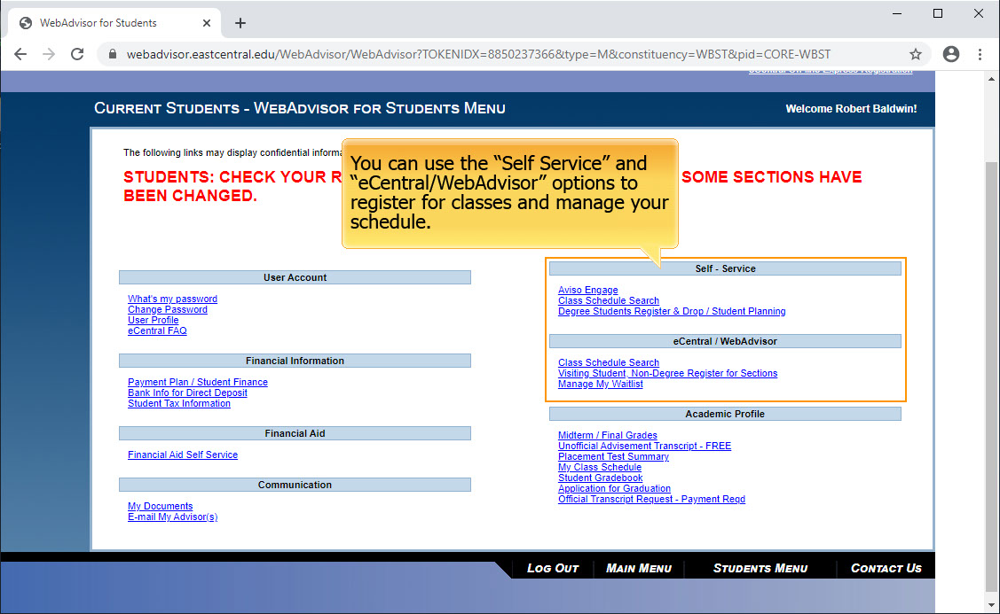 WebAdvisor for Students
webadvisor.eastcentral.edu/WebAdvisor/WebAdvisor?TOKENIDX=8850237366&type=M&constituency=WBST&pid=CORE-WBST
CURRENT STUDENTS - WEBADVISOR FOR STUDENTS MENU
Welcome Robert Baldwin!
The following links may display confidential
STUDENTS: CHECK YOUR SOME SECTIONS HAVE
BEEN CHANGED.
You can use the “Self Service” and
“eCentral/WebAdvisor” options to
register for classes and manage your
schedule.
User Account
What's my password
Change Password
User Profile
eCentral FAQ
Financial Information
Payment Plan / Student Finance
Bank Info for Direct Deposit
Student Tax Information
Financial Aid
Financial Aid Self Service
Communication
My Documents
E-mail My Advisor(s)
Self - Service
Aviso Engage
Class Schedule Search
Degree Students Register & Drop / Student Planning
eCentral / WebAdvisor
Class Schedule Search
Visiting Student, Non-Degree Register for Sections
Manage My Waitlist
Academic Profile
Midterm / Final Grades
Unofficial Advisement Transcript - FREE
Placement Test Summary
My Class Schedule
Student Gradebook
Application for Graduation
Official Transcript Request - Payment Reqd
LOG OUT
MAIN MENU
STUDENTS MENU
CONTACT US